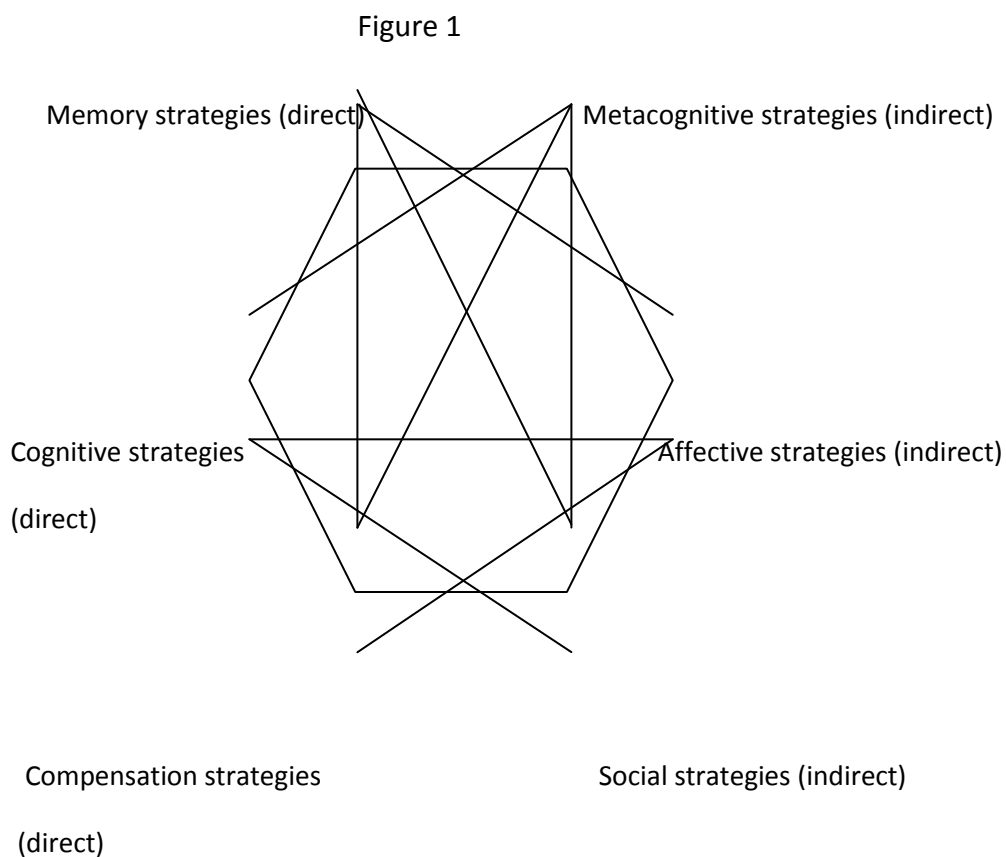 Figure 1
Memory strategies (direct)
Metacognitive strategies (indirect)
Cognitive strategies
(direct)
Affective strategies (indirect)
Compensation strategies
(direct)
Social strategies (indirect)